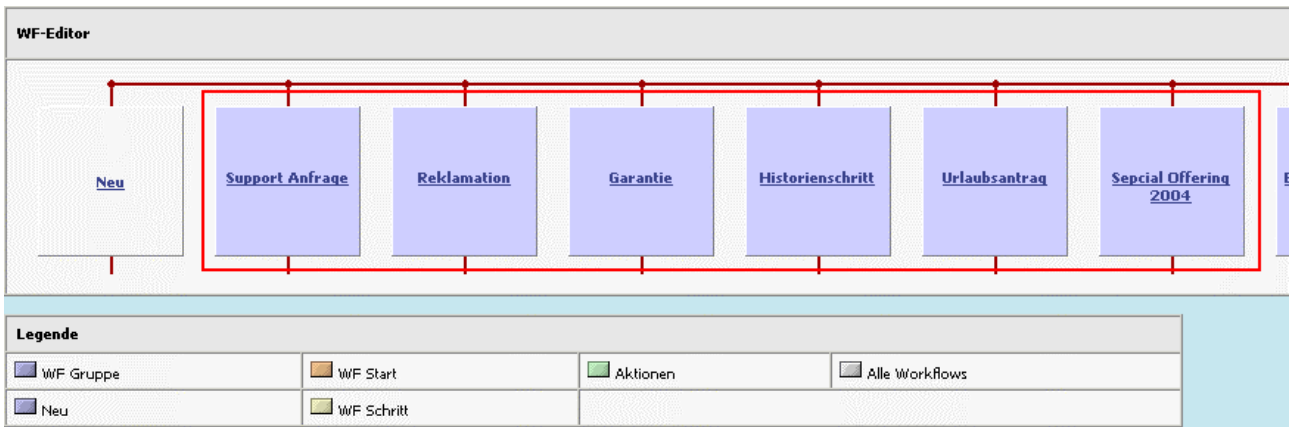 WF-Editor
Neu
Support Anfrage
Reklamation
Garantie
Historienschritt
Urlaubsantrag
Sepcial Offering
2004
Legende
WF Gruppe
WF Start
Aktionen
Alle Workflows
Neu
WF Schritt